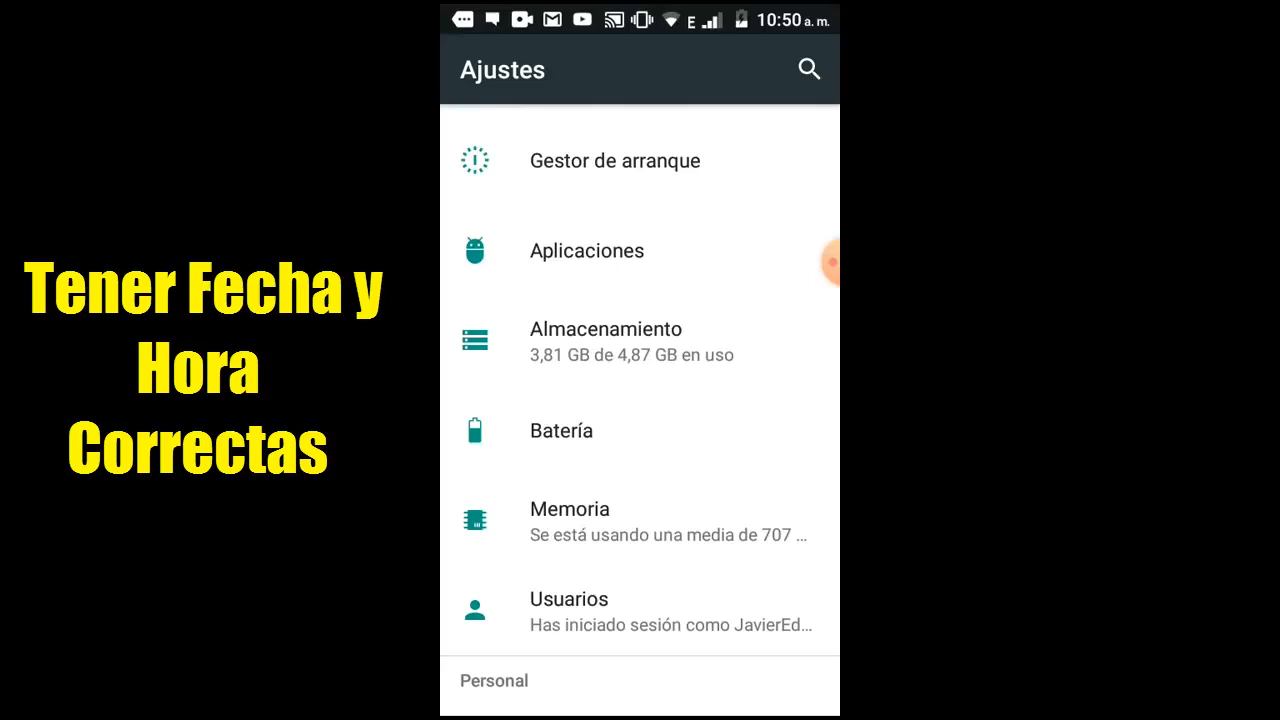 E 10:50 a. m.
Ajustes
Gestor de arranque
Aplicaciones
Almacenamiento
3,81 GB de 4,87 GB en uso
Batería
Memoria
Se está usando una media de 707 ...
Usuarios
Has iniciado sesión como JavierEd...
Personal
Tener Fecha y
Hora
Correctas